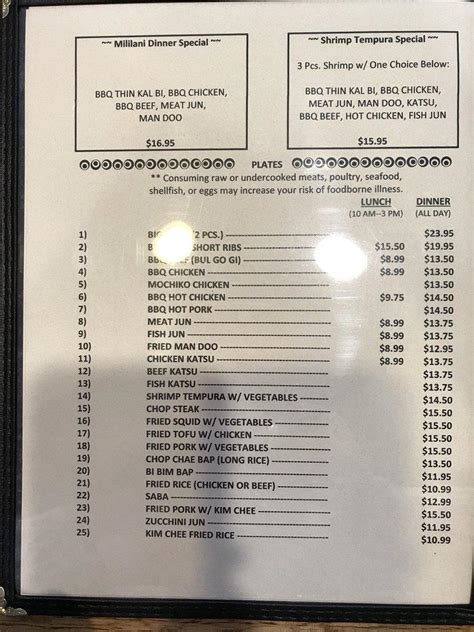 ~~ Mililani Dinner Special ~~
BBQ THIN KAL BI, BBQ CHICKEN,
BBQ BEEF, MEAT JUN,
MAN DOO
$16.95
~~ Shrimp Tempura Special ~~
3 Pcs. Shrimp w/ One Choice Below:
BBQ THIN KAL BI, BBQ CHICKEN,
MEAT JUN, MAN DOO, KATSU,
BBQ BEEF, HOT CHICKEN, FISH JUN
$15.95
PLATES
** Consuming raw or undercooked meats, poultry, seafood,
shellfish, or eggs may increase your risk of foodborne illness.
LUNCH DINNER
(10 AM--3 PM) (ALL DAY)
1) (2 PCS.) $23.95
2) SHORT RIBS $15.50 $19.95
3) (BUL GO GI) $8.99 $13.50
4) BBQ CHICKEN $8.99 $13.50
5) MOCHIKO CHICKEN $13.50
6) BBQ HOT CHICKEN $9.75 $14.50
7) BBQ HOT PORK $14.50
8) MEAT JUN $8.99 $13.75
9) FISH JUN $13.75
10) FRIED MAN DOO $8.99 $12.95
11) CHICKEN KATSU $8.99 $13.75
12) BEEF KATSU $13.75
13) FISH KATSU $13.75
14) SHRIMP TEMPURA W/ VEGETABLES $14.50
15) CHOP STEAK $15.50
16) FRIED SQUID W/ VEGETABLES $15.50
17) FRIED TOFU W/ CHICKEN $15.50
18) FRIED PORK W/ VEGETABLES $15.50
19) CHOP CHAE BAP (LONG RICE) $13.50
20) BI BIM BAP $11.95
21) FRIED RICE (CHICKEN OR BEEF) $10.99
22) SABA $12.99
23) FRIED PORK W/ KIM CHEE $15.50
24) ZUCCHINI JUN $11.95
25) KIM CHEE FRIED RICE $10.99